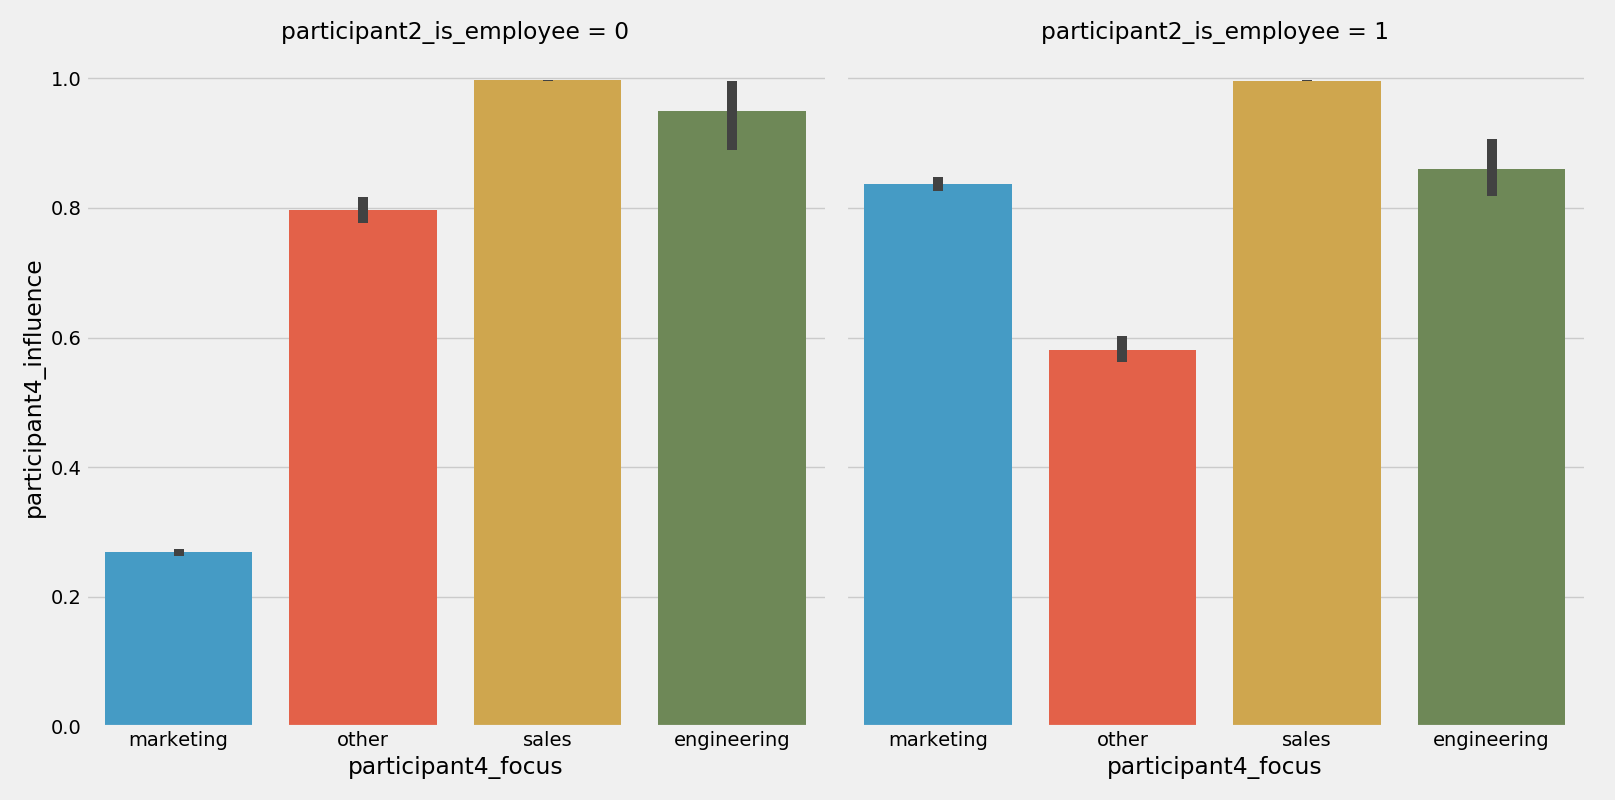 participant2_is_employee = 0
participant2_is_employee = 1
participant4_influence
1.0
0.8
0.6
0.4
0.2
0.0
marketing other sales engineering
marketing other sales engineering
participant4_focus
participant4_focus